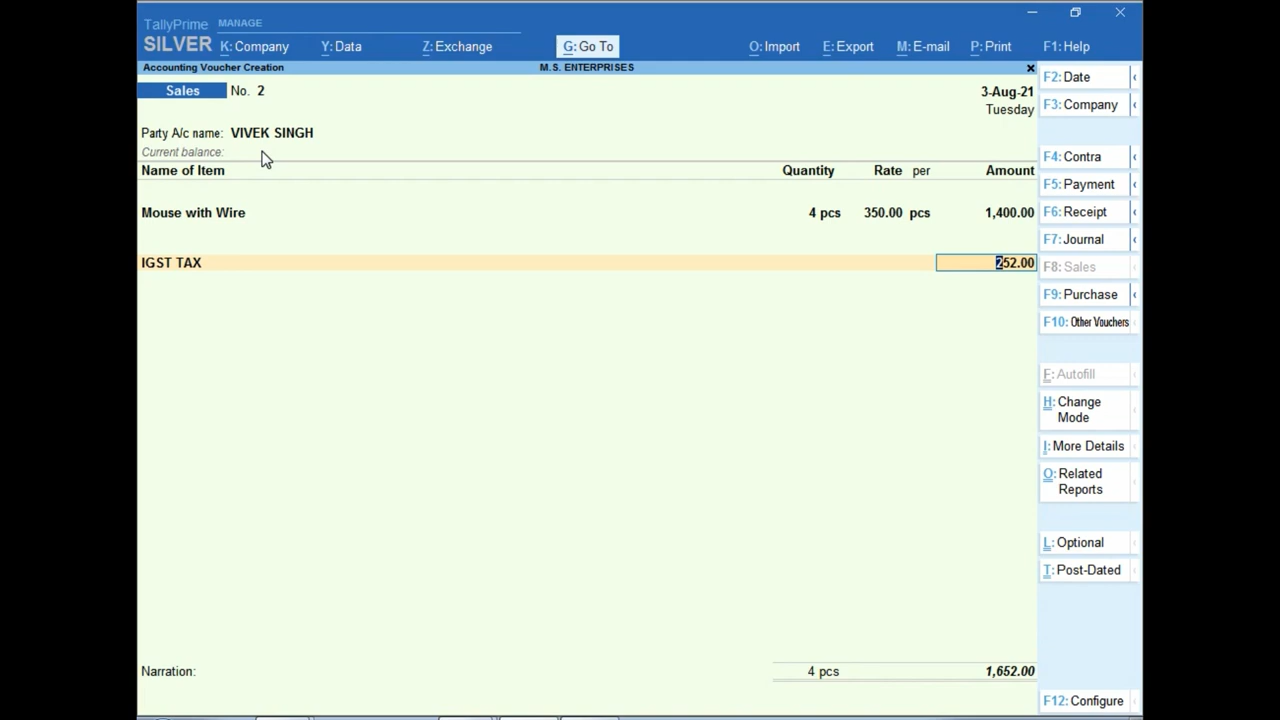 TallyPrime MANAGE
SILVER K: Company Y: Data Z: Exchange G: Go To O: Import E: Export M: E-mail P: Print F1: Help
Accounting Voucher Creation M.S. ENTERPRISES
Sales No. 2 3-Aug-21
Tuesday
Party A/c name: VIVEK SINGH
Current balance:
Name of Item Quantity Rate per Amount
Mouse with Wire 4 pcs 350.00 pcs 1,400.00
IGST TAX 252.00
Narration: 4 pcs 1,652.00
F2: Date
F3: Company
F4: Contra
F5: Payment
F6: Receipt
F7: Journal
F8: Sales
F9: Purchase
F10: Other Vouchers
F: Autofill
H: Change
Mode
I: More Details
O: Related
Reports
L: Optional
T: Post-Dated
F12: Configure